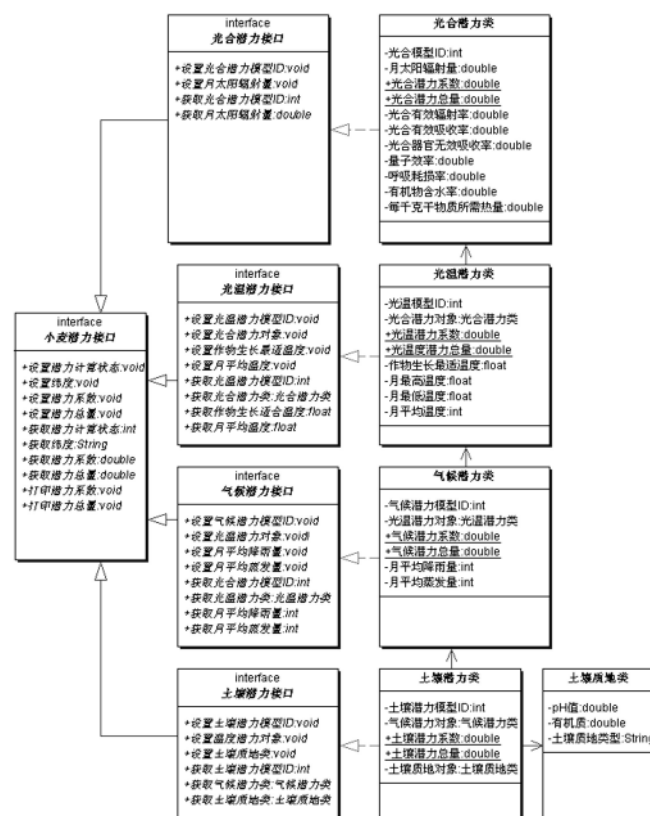 interface
光合潜力接口
+设置光合潜力模型ID:void
+设置月太阳辐射量:void
+获取光合潜力模型ID:int
+获取月太阳辐射量:double
光合潜力类
-光合模型ID:int
-月太阳辐射量:double
+光合潜力系数:double
+光合潜力总量:double
-光合有效辐射率:double
-光合有效吸收率:double
-光合器官无效吸收率:double
-量子效率:double
-呼吸耗损率:double
-有机物含水率:double
-每千克干物质所需热量:double
interface
光温潜力接口
+设置光温潜力模型ID:void
+设置光合潜力对象:void
+设置作物生长最适温度:void
+设置月平均温度:void
+获取光温潜力模型ID:int
+获取光合潜力类:光合潜力类
+获取作物生长适合温度:float
+获取月平均温度:float
光温潜力类
-光温模型ID:int
-光合潜力对象:光合潜力类
+光温潜力系数:double
+光温度潜力总量:double
-作物生长最适温度:float
-月最高温度:float
-月最低温度:float
-月平均温度:int
interface
小麦潜力接口
+设置潜力计算状态:void
+设置纬度:void
+设置潜力系数:void
+设置潜力总量:void
+获取潜力计算状态:int
+获取纬度:String
+获取潜力系数:double
+获取潜力总量:double
+打印潜力系数:void
+打印潜力总量:void
interface
气候潜力接口
+设置气候潜力模型ID:void
+设置光温潜力对象:void
+设置月平均降雨量:void
+设置月平均蒸发量:void
+获取光合潜力模型ID:int
+获取光温潜力类:光温潜力类
+获取月平均降雨量:int
+获取月平均蒸发量:int
气候潜力类
-气候潜力模型ID:int
-光温潜力对象:光温潜力类
+气候潜力系数:double
+气候潜力总量:double
-月平均降雨量:int
-月平均蒸发量:int
interface
土壤潜力接口
+设置土壤潜力模型ID:void
+设置温度潜力对象:void
+设置土壤质地类:void
+获取土壤潜力模型ID:int
+获取气候潜力类:气候潜力类
+获取土壤质地类:土壤质地类
土壤潜力类
-土壤潜力模型ID:int
-气候潜力对象:气候潜力类
+土壤潜力系数:double
+土壤潜力总量:double
-土壤质地对象:土壤质地类
土壤质地类
-pH值:double
-有机质:double
-土壤质地类型:String